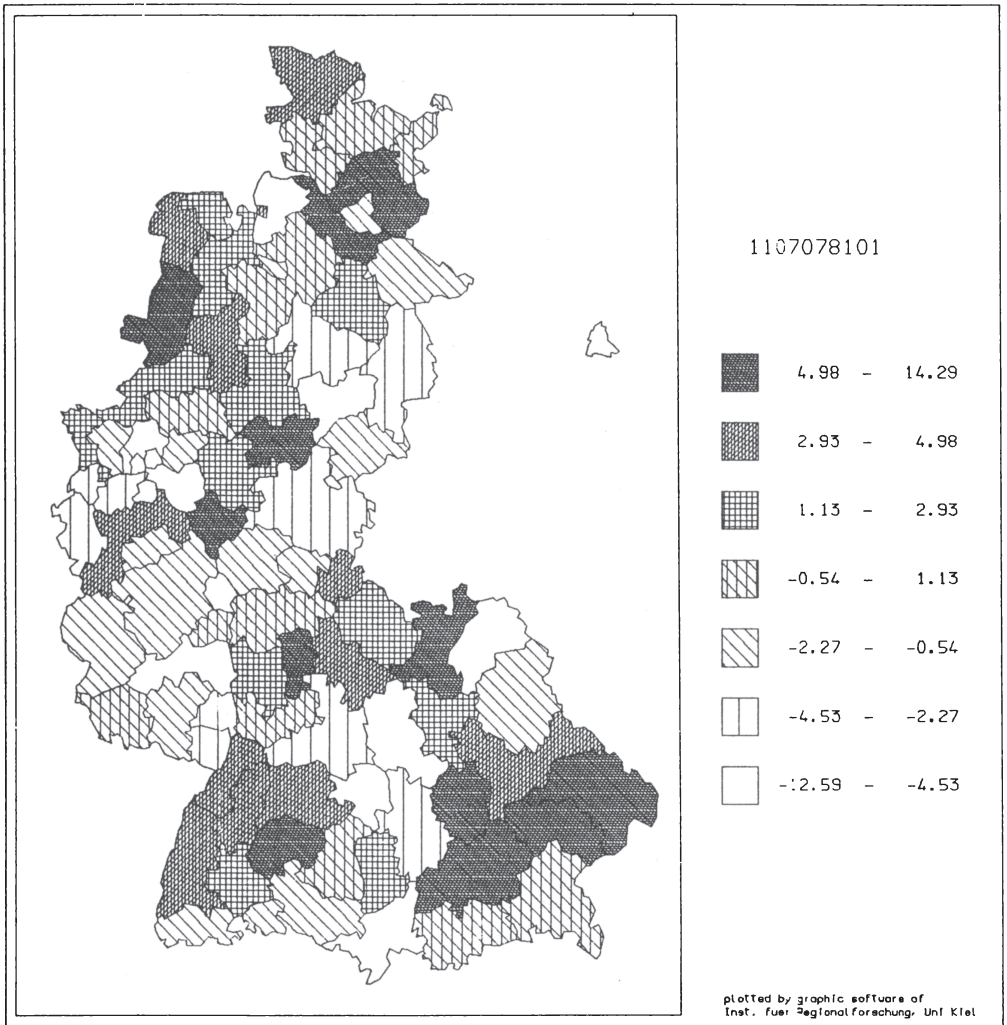 1107078101
4.98 - 14.29
2.93 - 4.98
1.13 - 2.93
-0.54 - 1.13
-2.27 - -0.54
-4.53 - -2.27
-12.59 - -4.53
plotted by graphic software of
Inst. fuer Regionalforschung, Uni Kiel